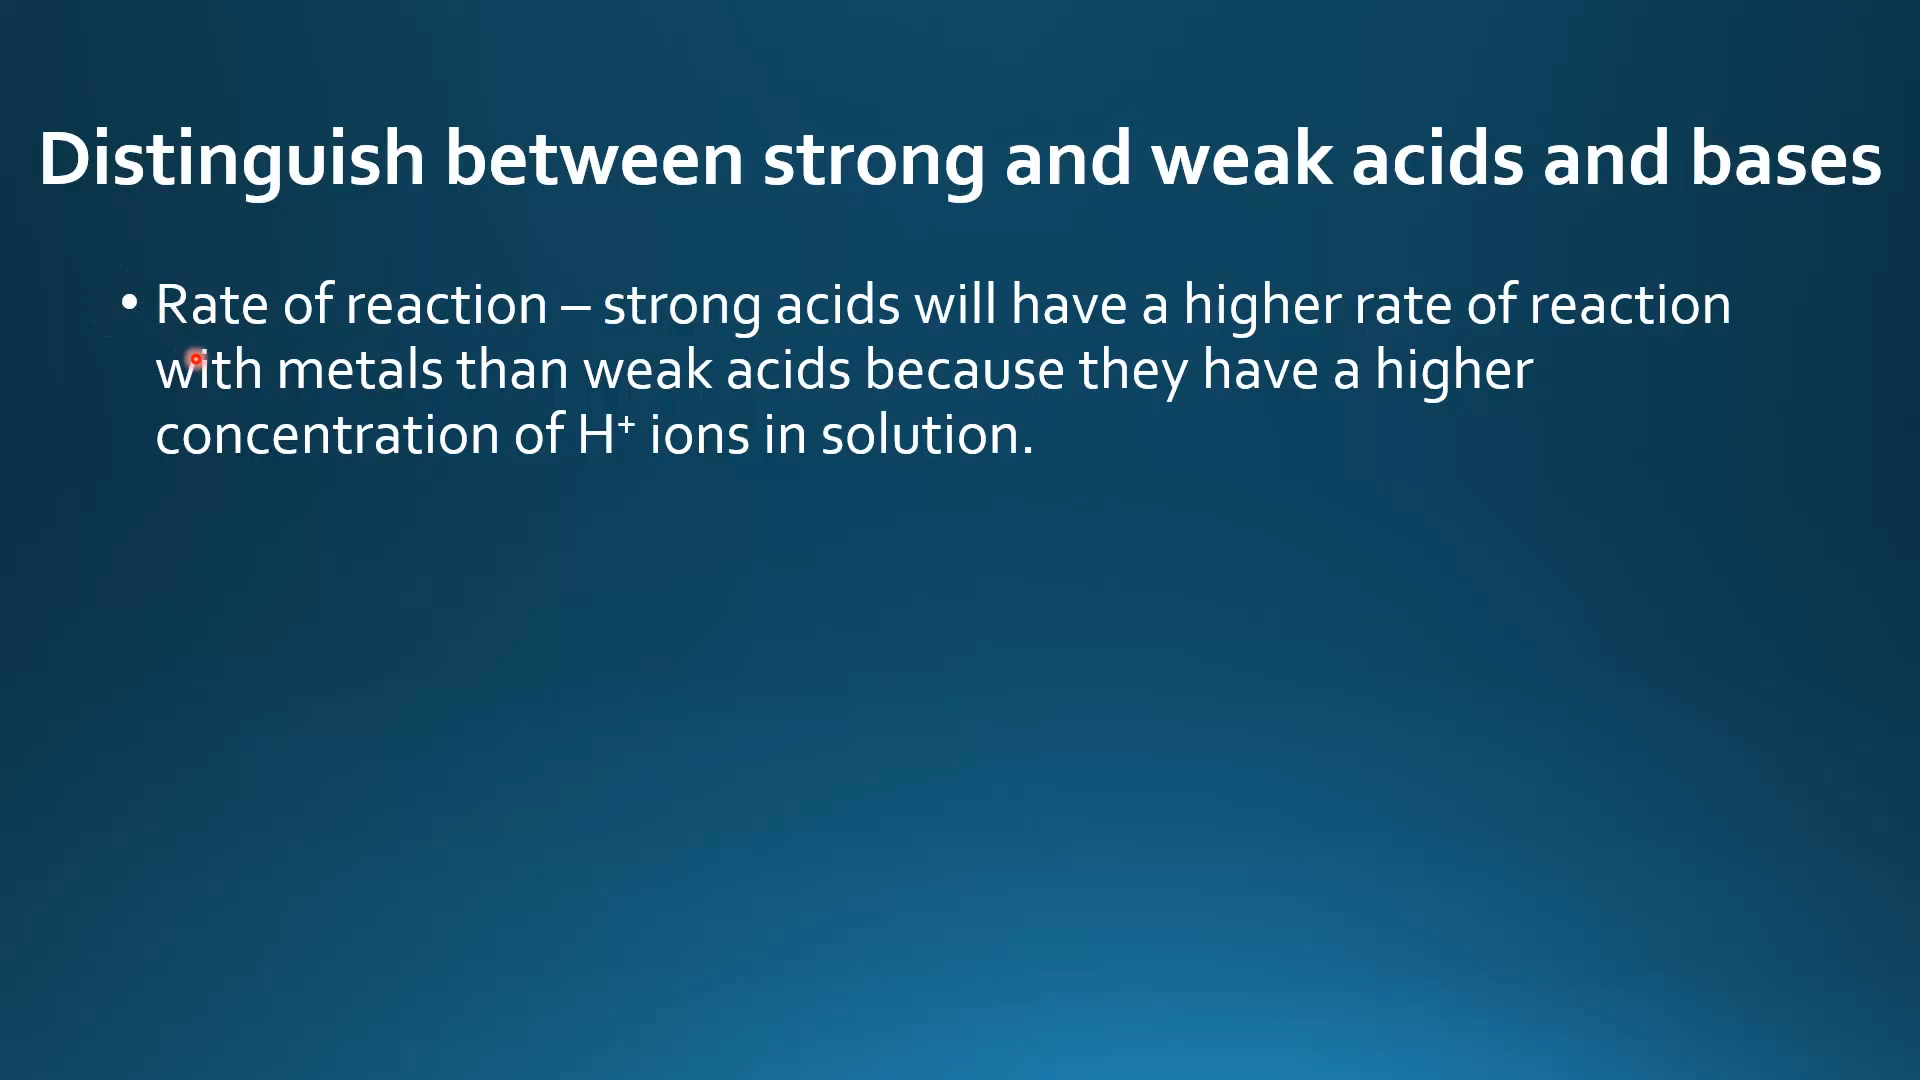 Distinguish between strong and weak acids and bases
• Rate of reaction – strong acids will have a higher rate of reaction
with metals than weak acids because they have a higher
concentration of H⁺ ions in solution.